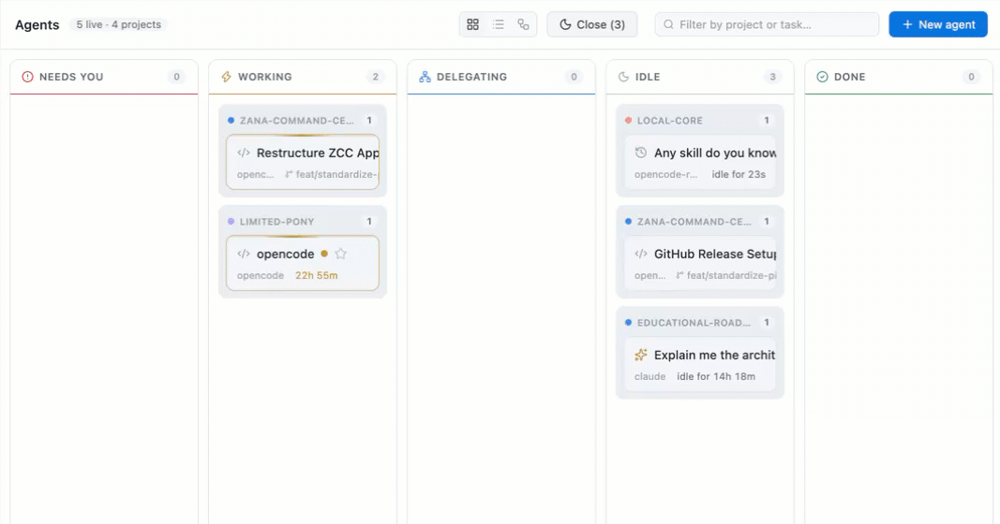 Agents
5 live · 4 projects
Close (3)
Filter by project or task...
+ New agent
NEEDS YOU 0
WORKING 2
ZANA-COMMAND-CE... 1
Restructure ZCC App
openc... feat/standardize-
LIMITED-PONY 1
opencode
opencode 22h 55m
DELEGATING 0
IDLE 3
LOCAL-CORE 1
Any skill do you know
opencode-r... idle for 23s
ZANA-COMMAND-CE... 1
GitHub Release Setup
open... feat/standardize-pi
EDUCATIONAL-ROAD... 1
Explain me the archit
claude idle for 14h 18m
DONE 0